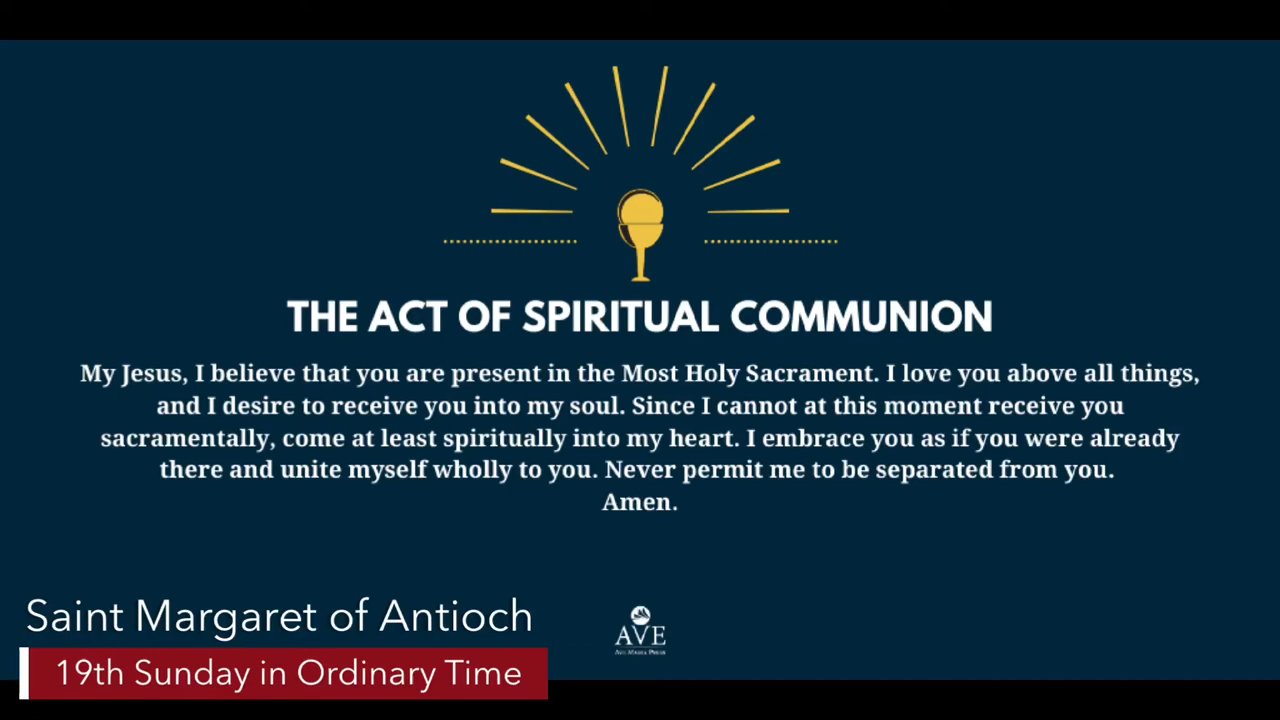 THE ACT OF SPIRITUAL COMMUNION
My Jesus, I believe that you are present in the Most Holy Sacrament. I love you above all things,
and I desire to receive you into my soul. Since I cannot at this moment receive you
sacramentally, come at least spiritually into my heart. I embrace you as if you were already
there and unite myself wholly to you. Never permit me to be separated from you.
Amen.
Saint Margaret of Antioch
AVE
AVE MARIA PRESS
19th Sunday in Ordinary Time